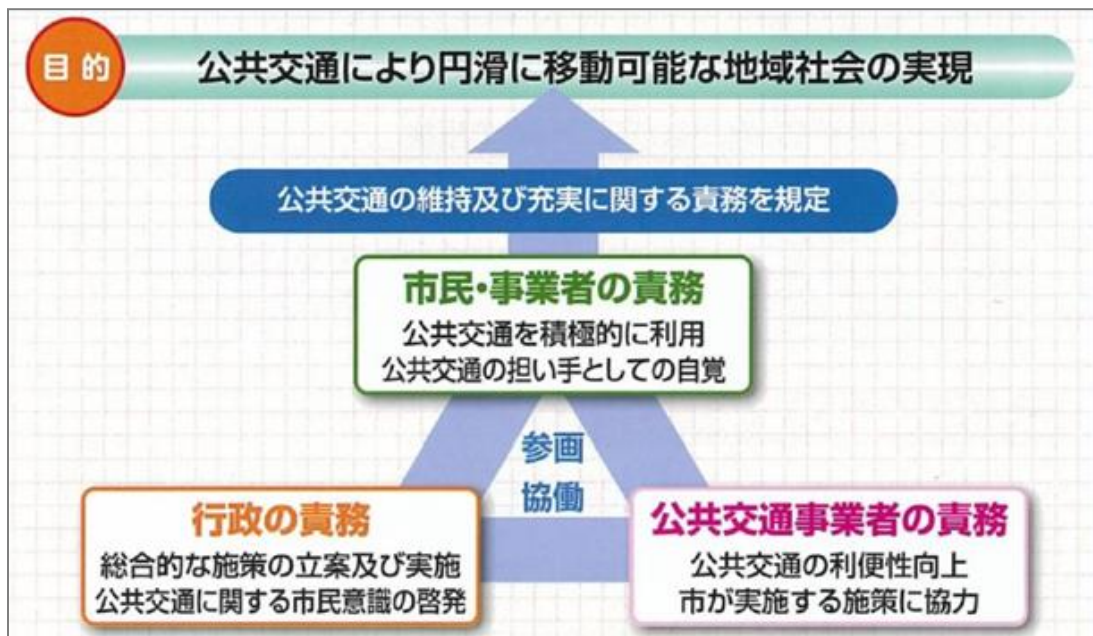 目的
公共交通により円滑に移動可能な地域社会の実現
公共交通の維持及び充実に関する責務を規定
市民・事業者の責務
公共交通を積極的に利用
公共交通の担い手としての自覚
参画
協働
行政の責務
総合的な施策の立案及び実施
公共交通に関する市民意識の啓発
公共交通事業者の責務
公共交通の利便性向上
市が実施する施策に協力